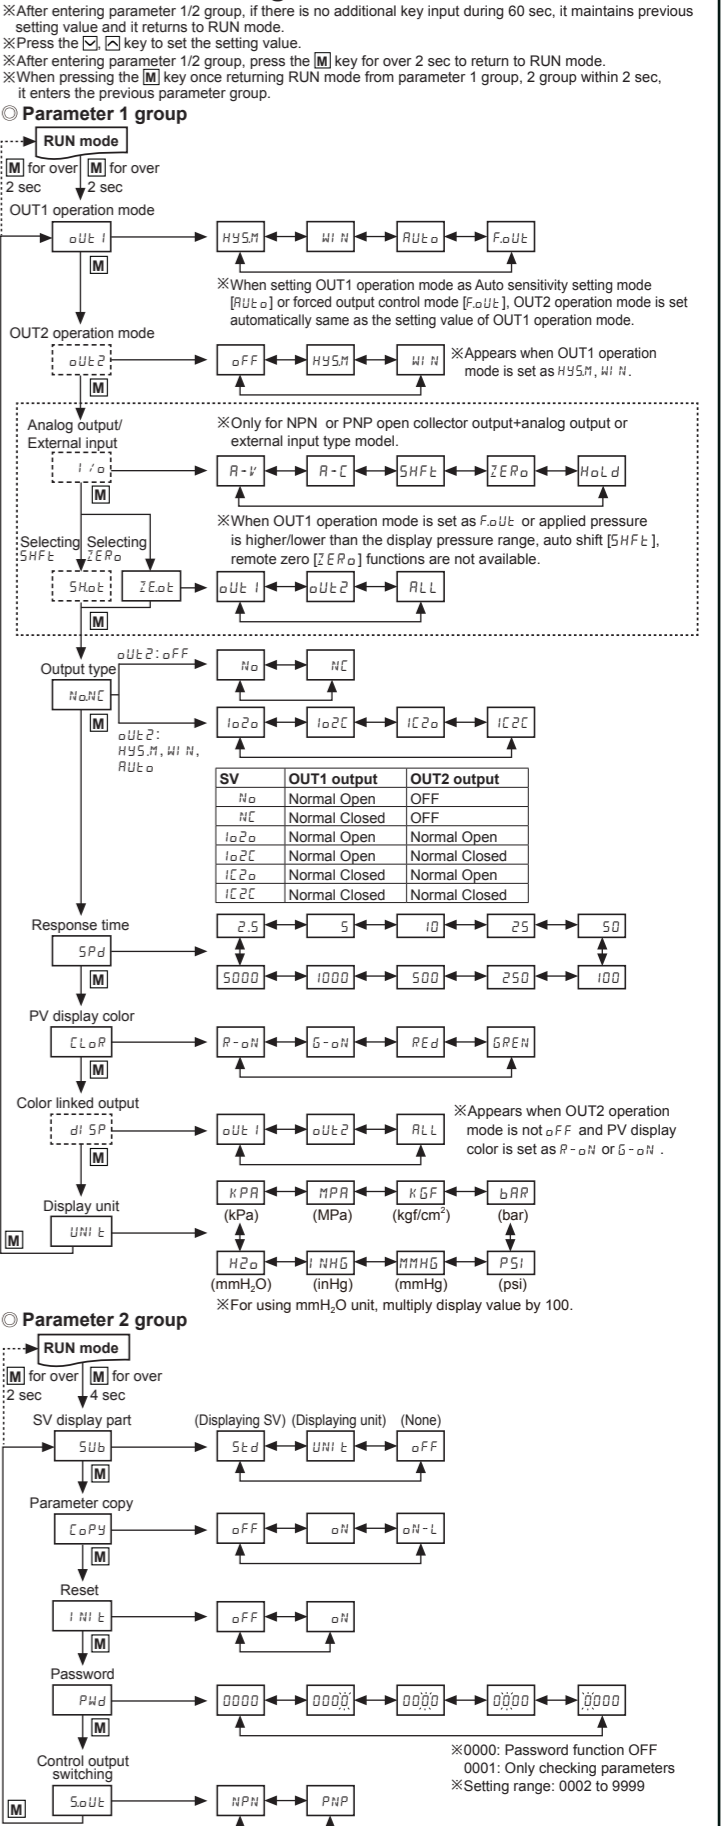 ※After entering parameter 1/2 group, if there is no additional key input during 60 sec, it maintains previous
setting value and it returns to RUN mode.
※Press the ⌵, ⌃ key to set the setting value.
※After entering parameter 1/2 group, press the M key for over 2 sec to return to RUN mode.
※When pressing the M key once returning RUN mode from parameter 1 group, 2 group within 2 sec,
it enters the previous parameter group.
◎ Parameter 1 group
RUN mode
M for over M for over
2 sec 2 sec
OUT1 operation mode
oUt1 HYS.M WIN AUto F.oUt
M
※When setting OUT1 operation mode as Auto sensitivity setting mode
[AUto] or forced output control mode [F.oUt], OUT2 operation mode is set
automatically same as the setting value of OUT1 operation mode.
OUT2 operation mode
oUt2 oFF HYS.M WIN ※Appears when OUT1 operation
mode is set as HYS.M, WIN.
M
Analog output/
External input
※Only for NPN or PNP open collector output+analog output or
external input type model.
I/o A-V A-C SHFt ZERo HoLd
M
※When OUT1 operation mode is set as F.oUt or applied pressure
is higher/lower than the display pressure range, auto shift [SHFt],
remote zero [ZERo] functions are not available.
Selecting Selecting
SHFt ZERo
SH.ot ZE.ot oUt1 oUt2 ALL
M
oUt2:oFF
Output type
No.NC No NC
M
1o2o 1o2C 1C2o 1C2C
oUt2:
HYS.M, WIN,
AUto
SV OUT1 output OUT2 output
No Normal Open OFF
NC Normal Closed OFF
1o2o Normal Open Normal Open
1o2C Normal Open Normal Closed
1C2o Normal Closed Normal Open
1C2C Normal Closed Normal Closed
Response time
SPd 2.5 5 10 25 50
M 5000 1000 500 250 100
PV display color
CLoR R-oN G-oN REd GREN
M
Color linked output
dISP oUt1 oUt2 ALL
※Appears when OUT2 operation
mode is not oFF and PV display
color is set as R-oN or G-oN .
M
Display unit
UNIt KPA MPA KGF bAR
(kPa) (MPa) (kgf/cm²) (bar)
M
H2o INHG MMHG PSI
(mmH₂O) (inHg) (mmHg) (psi)
※For using mmH₂O unit, multiply display value by 100.
◎ Parameter 2 group
RUN mode
M for over M for over
2 sec 4 sec
SV display part (Displaying SV) (Displaying unit) (None)
SUb Std UNIt oFF
M
Parameter copy
CoPY oFF oN oN-L
M
Reset
INIt oFF oN
M
Password
PWd 0000 0000 0000 0000 0000
M
※0000: Password function OFF
0001: Only checking parameters
※Setting range: 0002 to 9999
Control output
switching
S.oUt NPN PNP
M